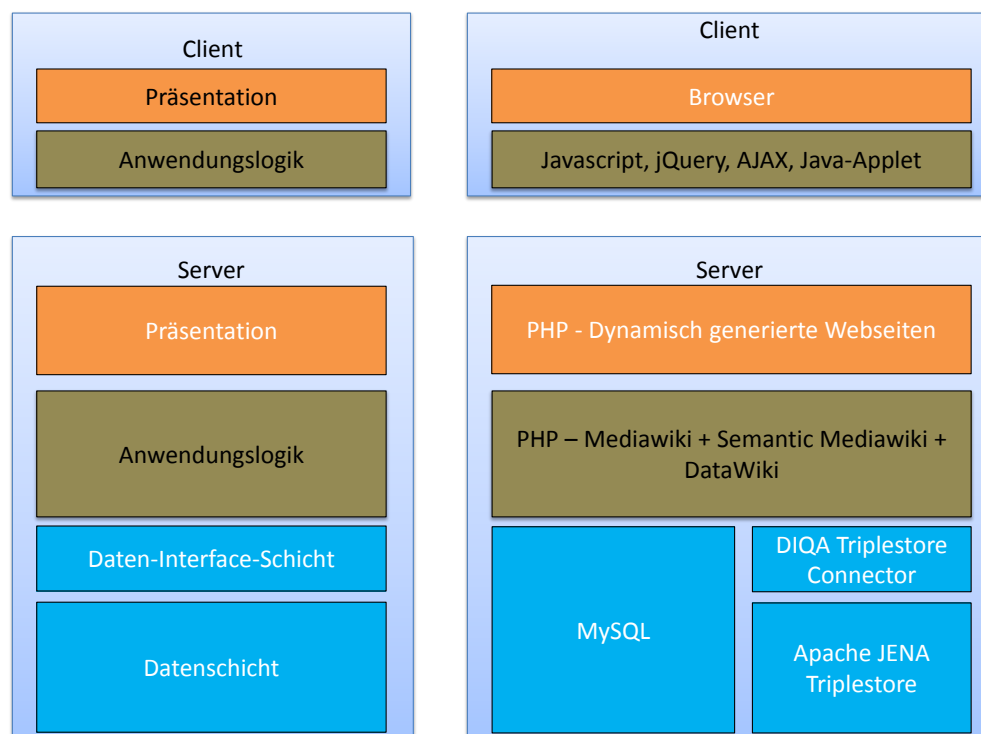 Client
Präsentation
Anwendungslogik
Client
Browser
Javascript, jQuery, AJAX, Java-Applet
Server
Präsentation
Anwendungslogik
Daten-Interface-Schicht
Datenschicht
Server
PHP - Dynamisch generierte Webseiten
PHP – Mediawiki + Semantic Mediawiki +
DataWiki
MySQL
DIQA Triplestore
Connector
Apache JENA
Triplestore